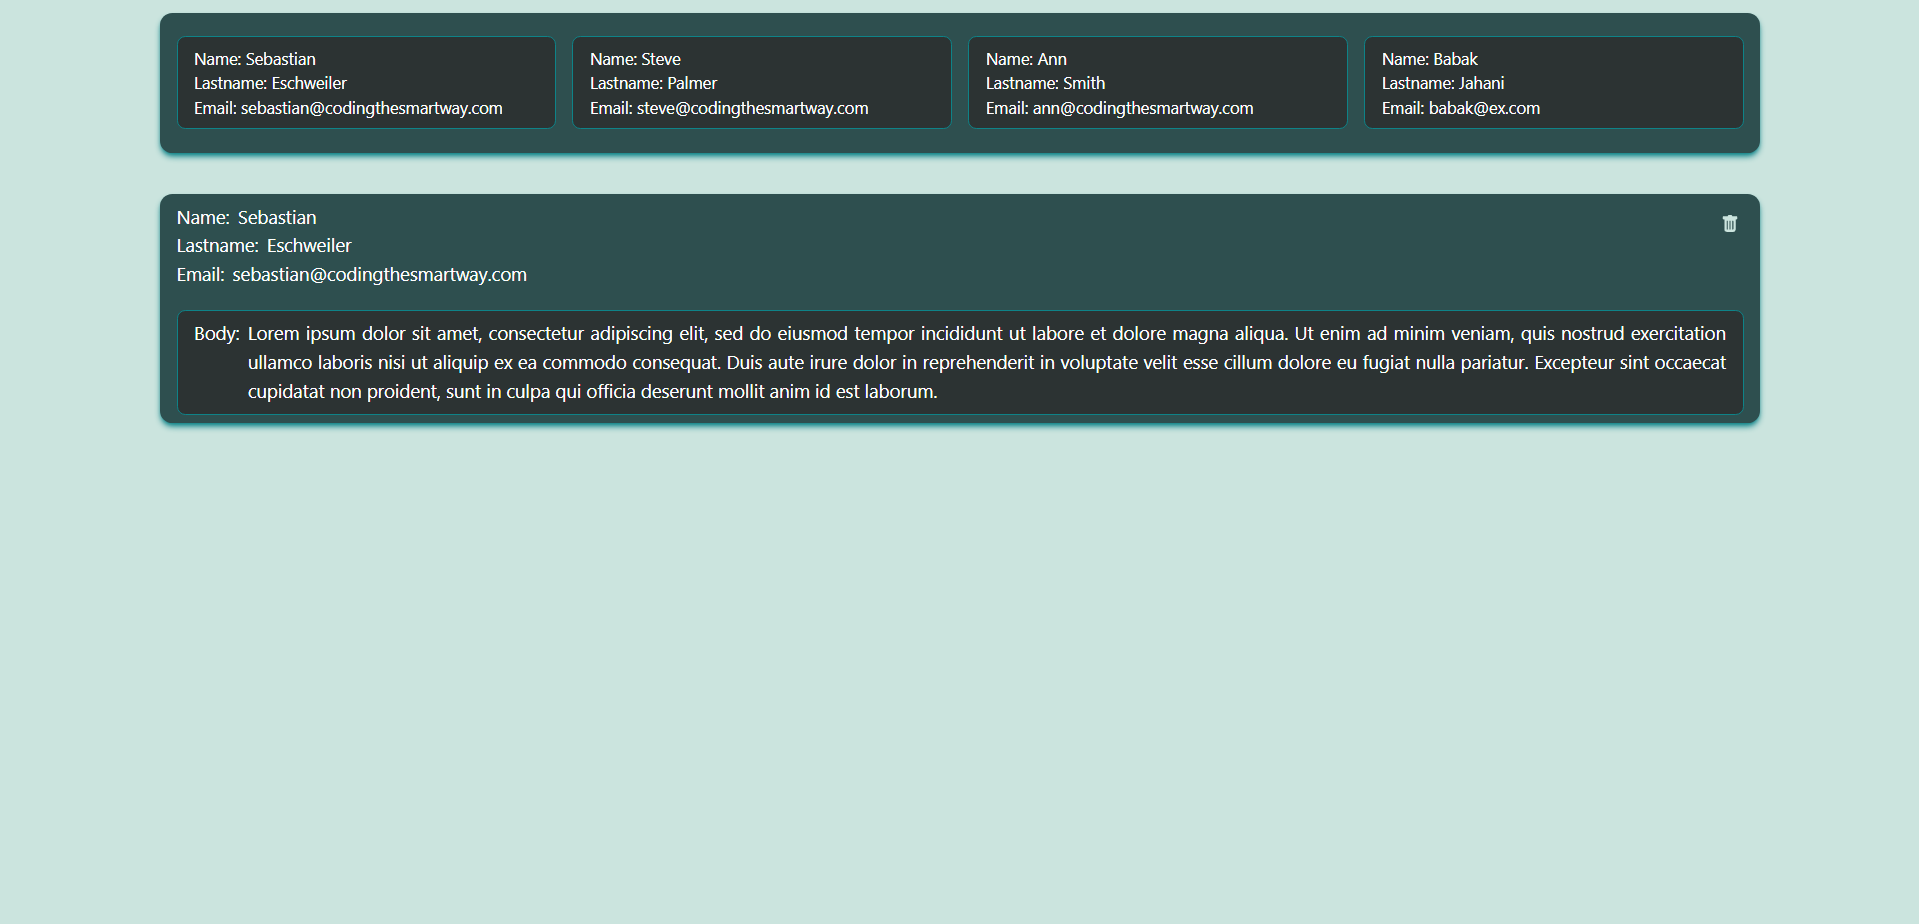 Name: Sebastian
Lastname: Eschweiler
Email: sebastian@codingthesmartway.com
Name: Steve
Lastname: Palmer
Email: steve@codingthesmartway.com
Name: Ann
Lastname: Smith
Email: ann@codingthesmartway.com
Name: Babak
Lastname: Jahani
Email: babak@ex.com
Name: Sebastian
Lastname: Eschweiler
Email: sebastian@codingthesmartway.com
Body: Lorem ipsum dolor sit amet, consectetur adipiscing elit, sed do eiusmod tempor incididunt ut labore et dolore magna aliqua. Ut enim ad minim veniam, quis nostrud exercitation
ullamco laboris nisi ut aliquip ex ea commodo consequat. Duis aute irure dolor in reprehenderit in voluptate velit esse cillum dolore eu fugiat nulla pariatur. Excepteur sint occaecat
cupidatat non proident, sunt in culpa qui officia deserunt mollit anim id est laborum.